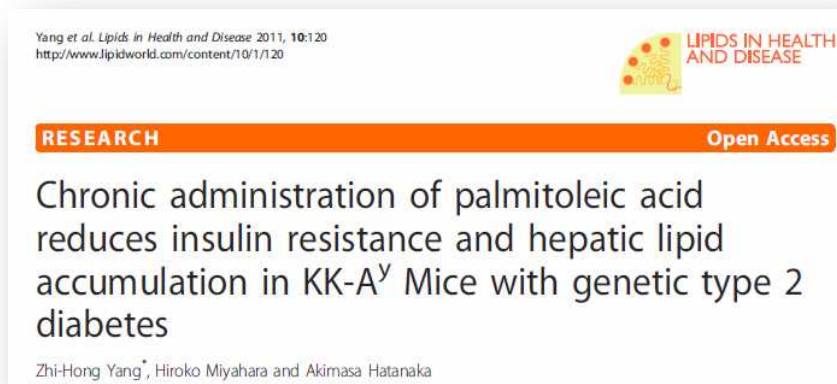 Yang et al. Lipids in Health and Disease 2011, 10:120
http://www.lipidworld.com/content/10/1/120
LIPIDS IN HEALTH
AND DISEASE
RESEARCH
Open Access
Chronic administration of palmitoleic acid
reduces insulin resistance and hepatic lipid
accumulation in KK-Aʸ Mice with genetic type 2
diabetes
Zhi-Hong Yang*, Hiroko Miyahara and Akimasa Hatanaka